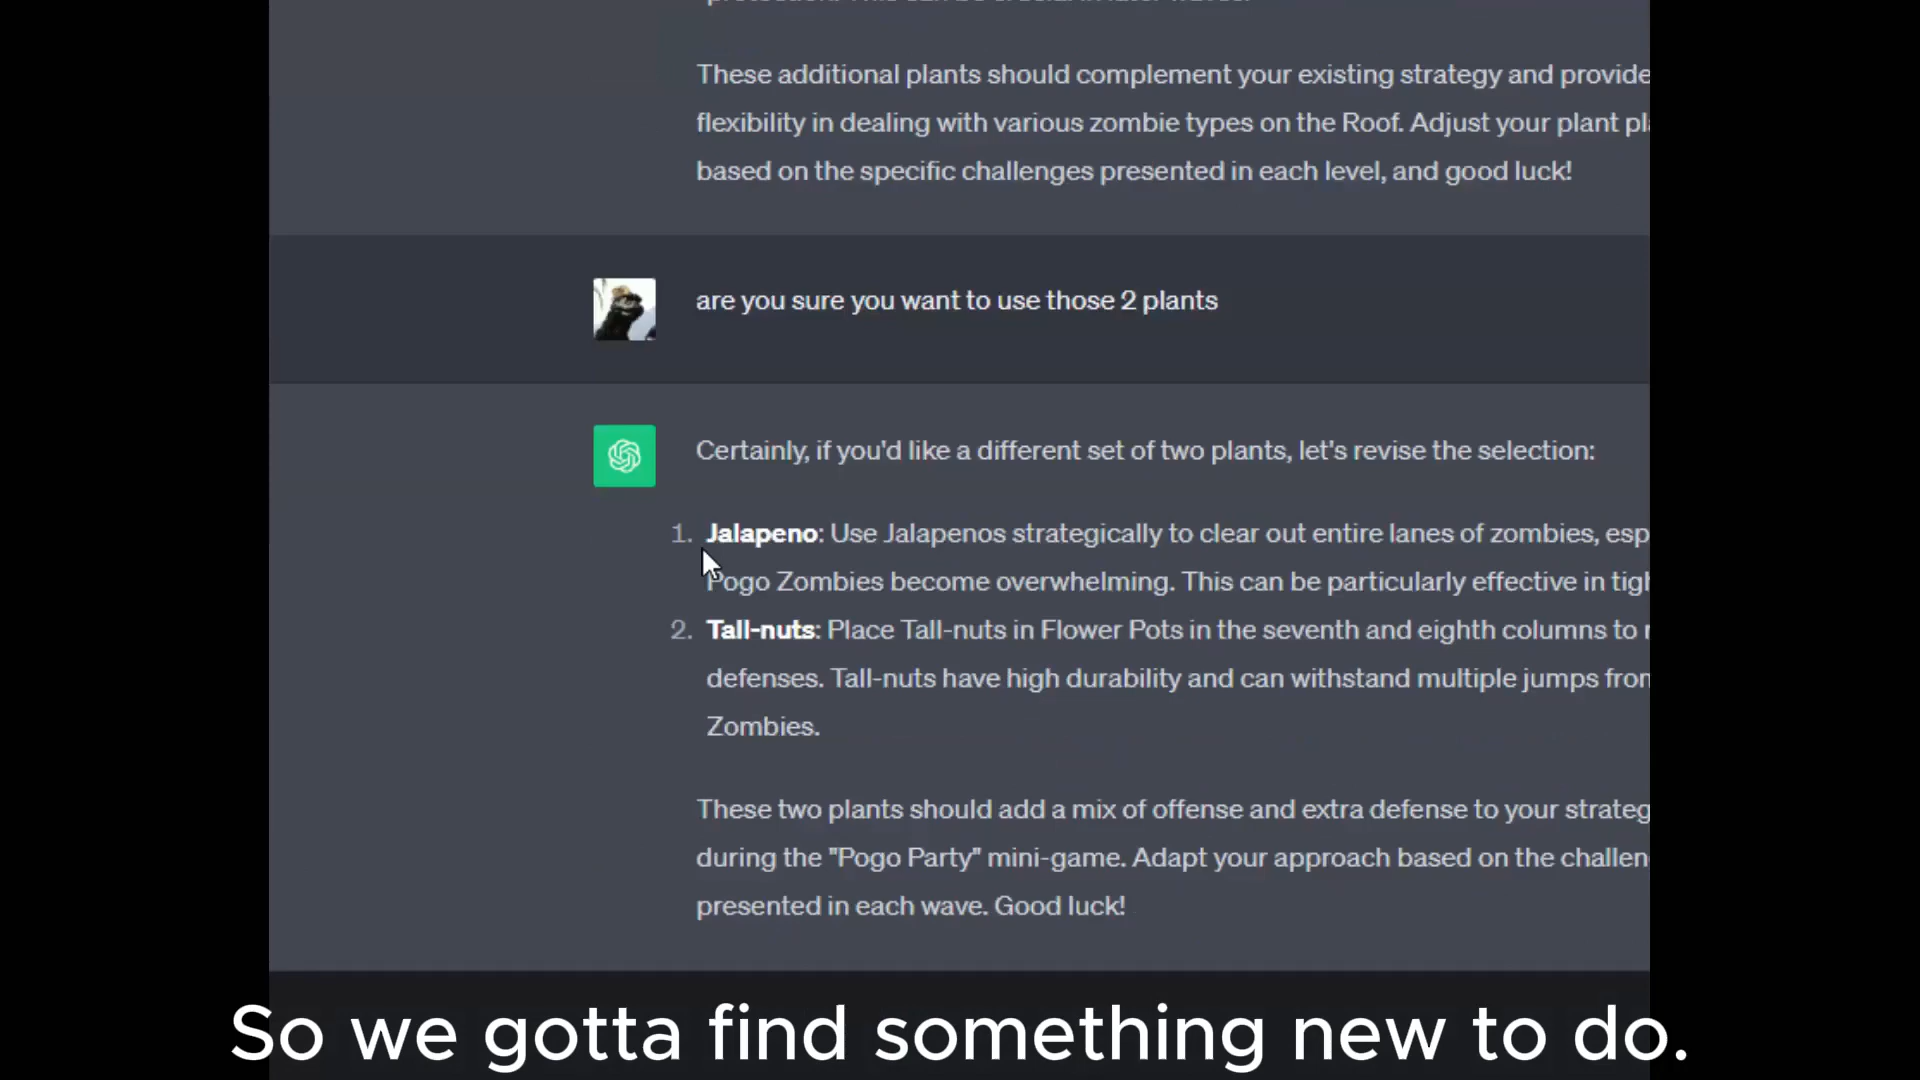 These additional plants should complement your existing strategy and provide
flexibility in dealing with various zombie types on the Roof. Adjust your plant pl
based on the specific challenges presented in each level, and good luck!
are you sure you want to use those 2 plants
Certainly, if you'd like a different set of two plants, let's revise the selection:
1. Jalapeno: Use Jalapenos strategically to clear out entire lanes of zombies, esp
Pogo Zombies become overwhelming. This can be particularly effective in tigh
2. Tall-nuts: Place Tall-nuts in Flower Pots in the seventh and eighth columns to r
defenses. Tall-nuts have high durability and can withstand multiple jumps from
Zombies.
These two plants should add a mix of offense and extra defense to your strateg
during the "Pogo Party" mini-game. Adapt your approach based on the challen
presented in each wave. Good luck!
So we gotta find something new to do.